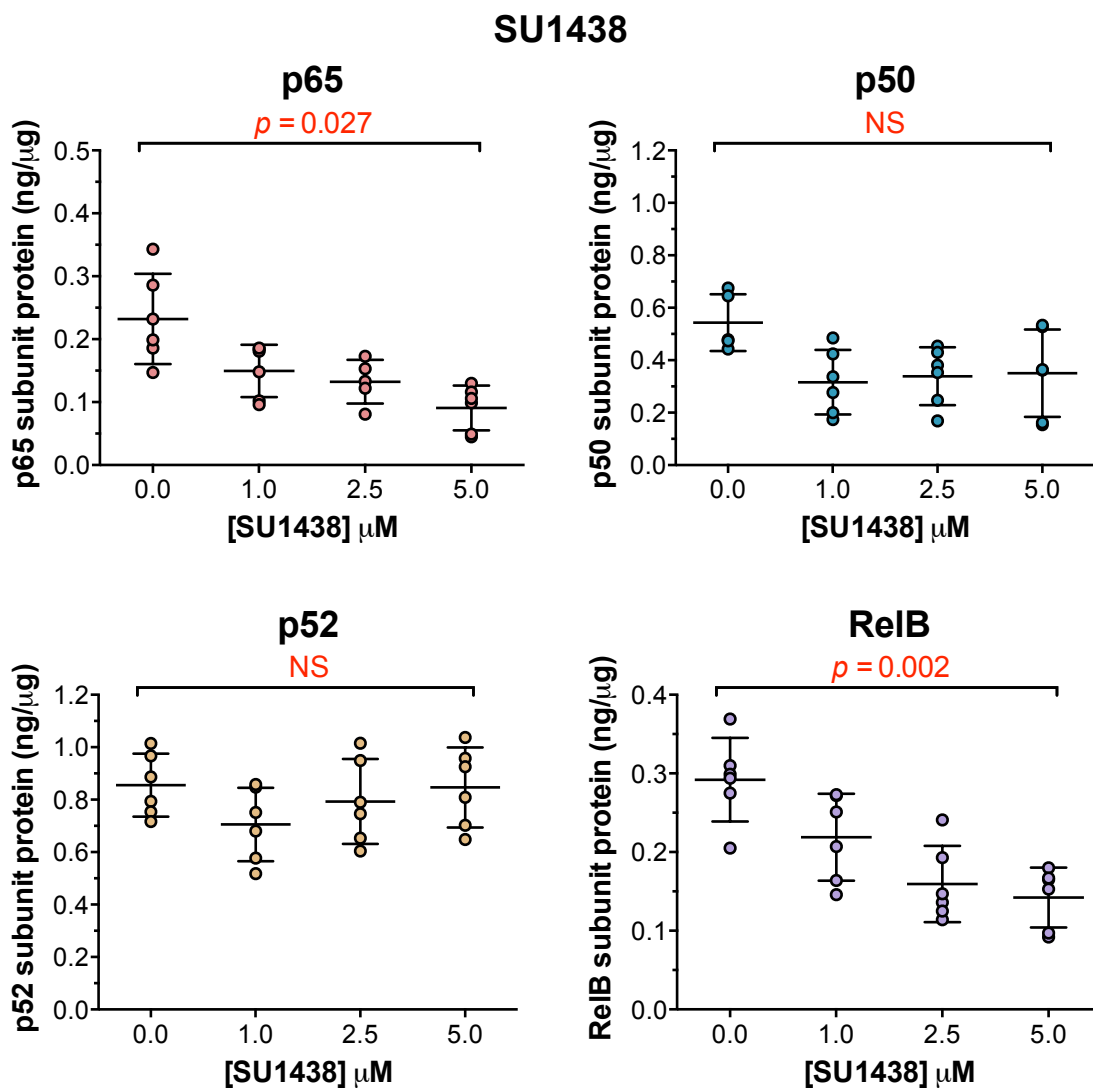 SU1438
p65
p = 0.027
p65 subunit protein (ng/μg)
0.5
0.4
0.3
0.2
0.1
0.0
0.0 1.0 2.5 5.0
[SU1438] μM
p50
NS
p50 subunit protein (ng/μg)
1.2
1.0
0.8
0.6
0.4
0.2
0.0
0.0 1.0 2.5 5.0
[SU1438] μM
p52
NS
p52 subunit protein (ng/μg)
1.2
1.0
0.8
0.6
0.4
0.2
0.0
0.0 1.0 2.5 5.0
[SU1438] μM
RelB
p = 0.002
RelB subunit protein (ng/μg)
0.4
0.3
0.2
0.1
0.0
0.0 1.0 2.5 5.0
[SU1438] μM